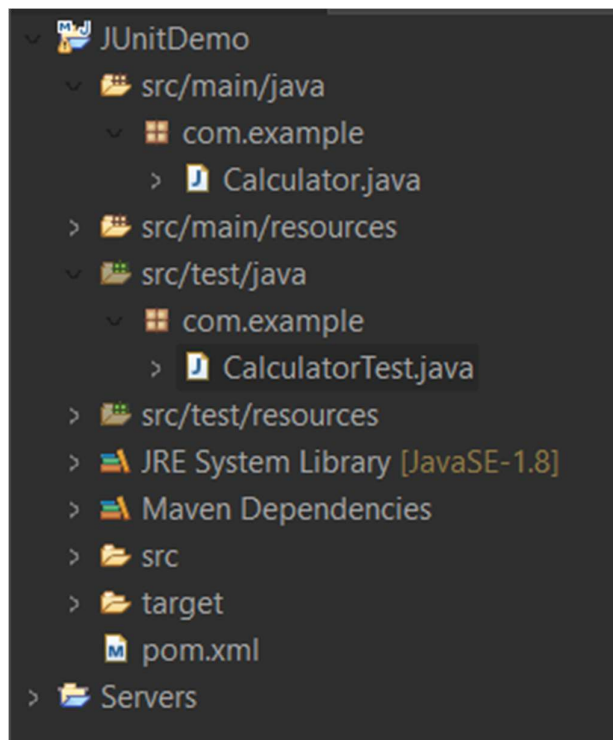 JUnitDemo
src/main/java
com.example
Calculator.java
src/main/resources
src/test/java
com.example
CalculatorTest.java
src/test/resources
JRE System Library [JavaSE-1.8]
Maven Dependencies
src
target
pom.xml
Servers